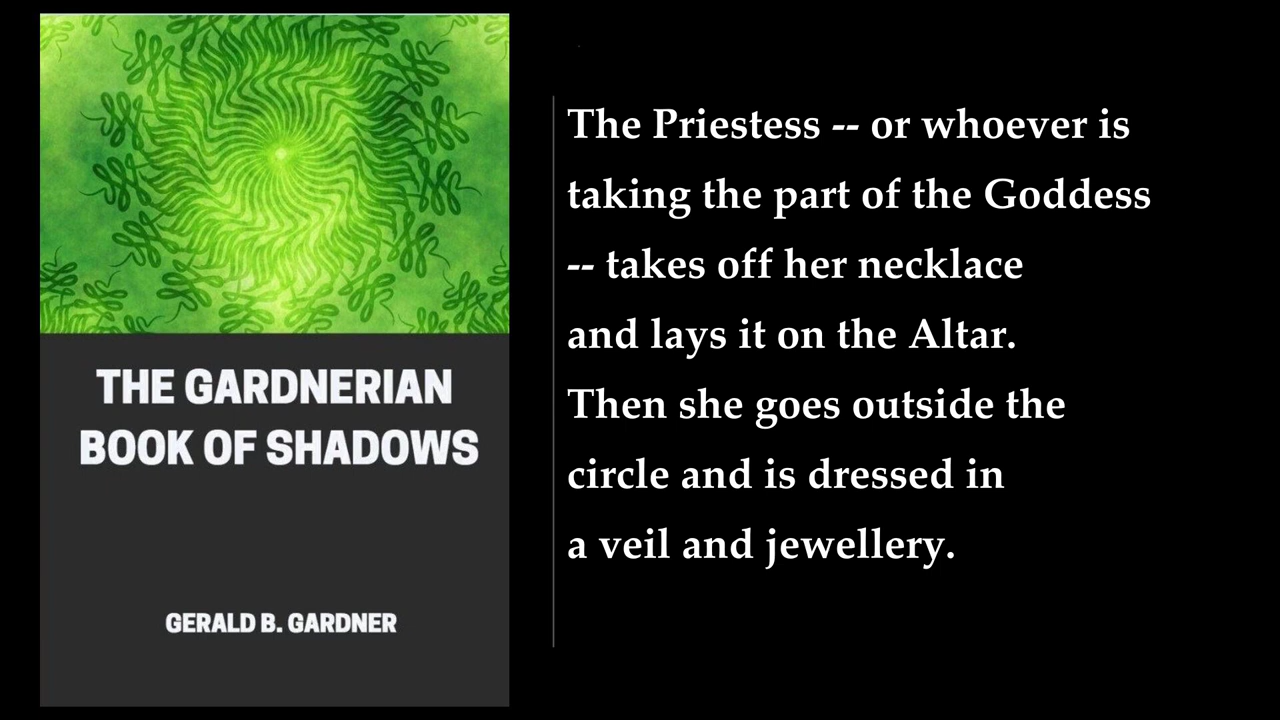 THE GARDNERIAN
BOOK OF SHADOWS
GERALD B. GARDNER
The Priestess -- or whoever is
taking the part of the Goddess
-- takes off her necklace
and lays it on the Altar.
Then she goes outside the
circle and is dressed in
a veil and jewellery.